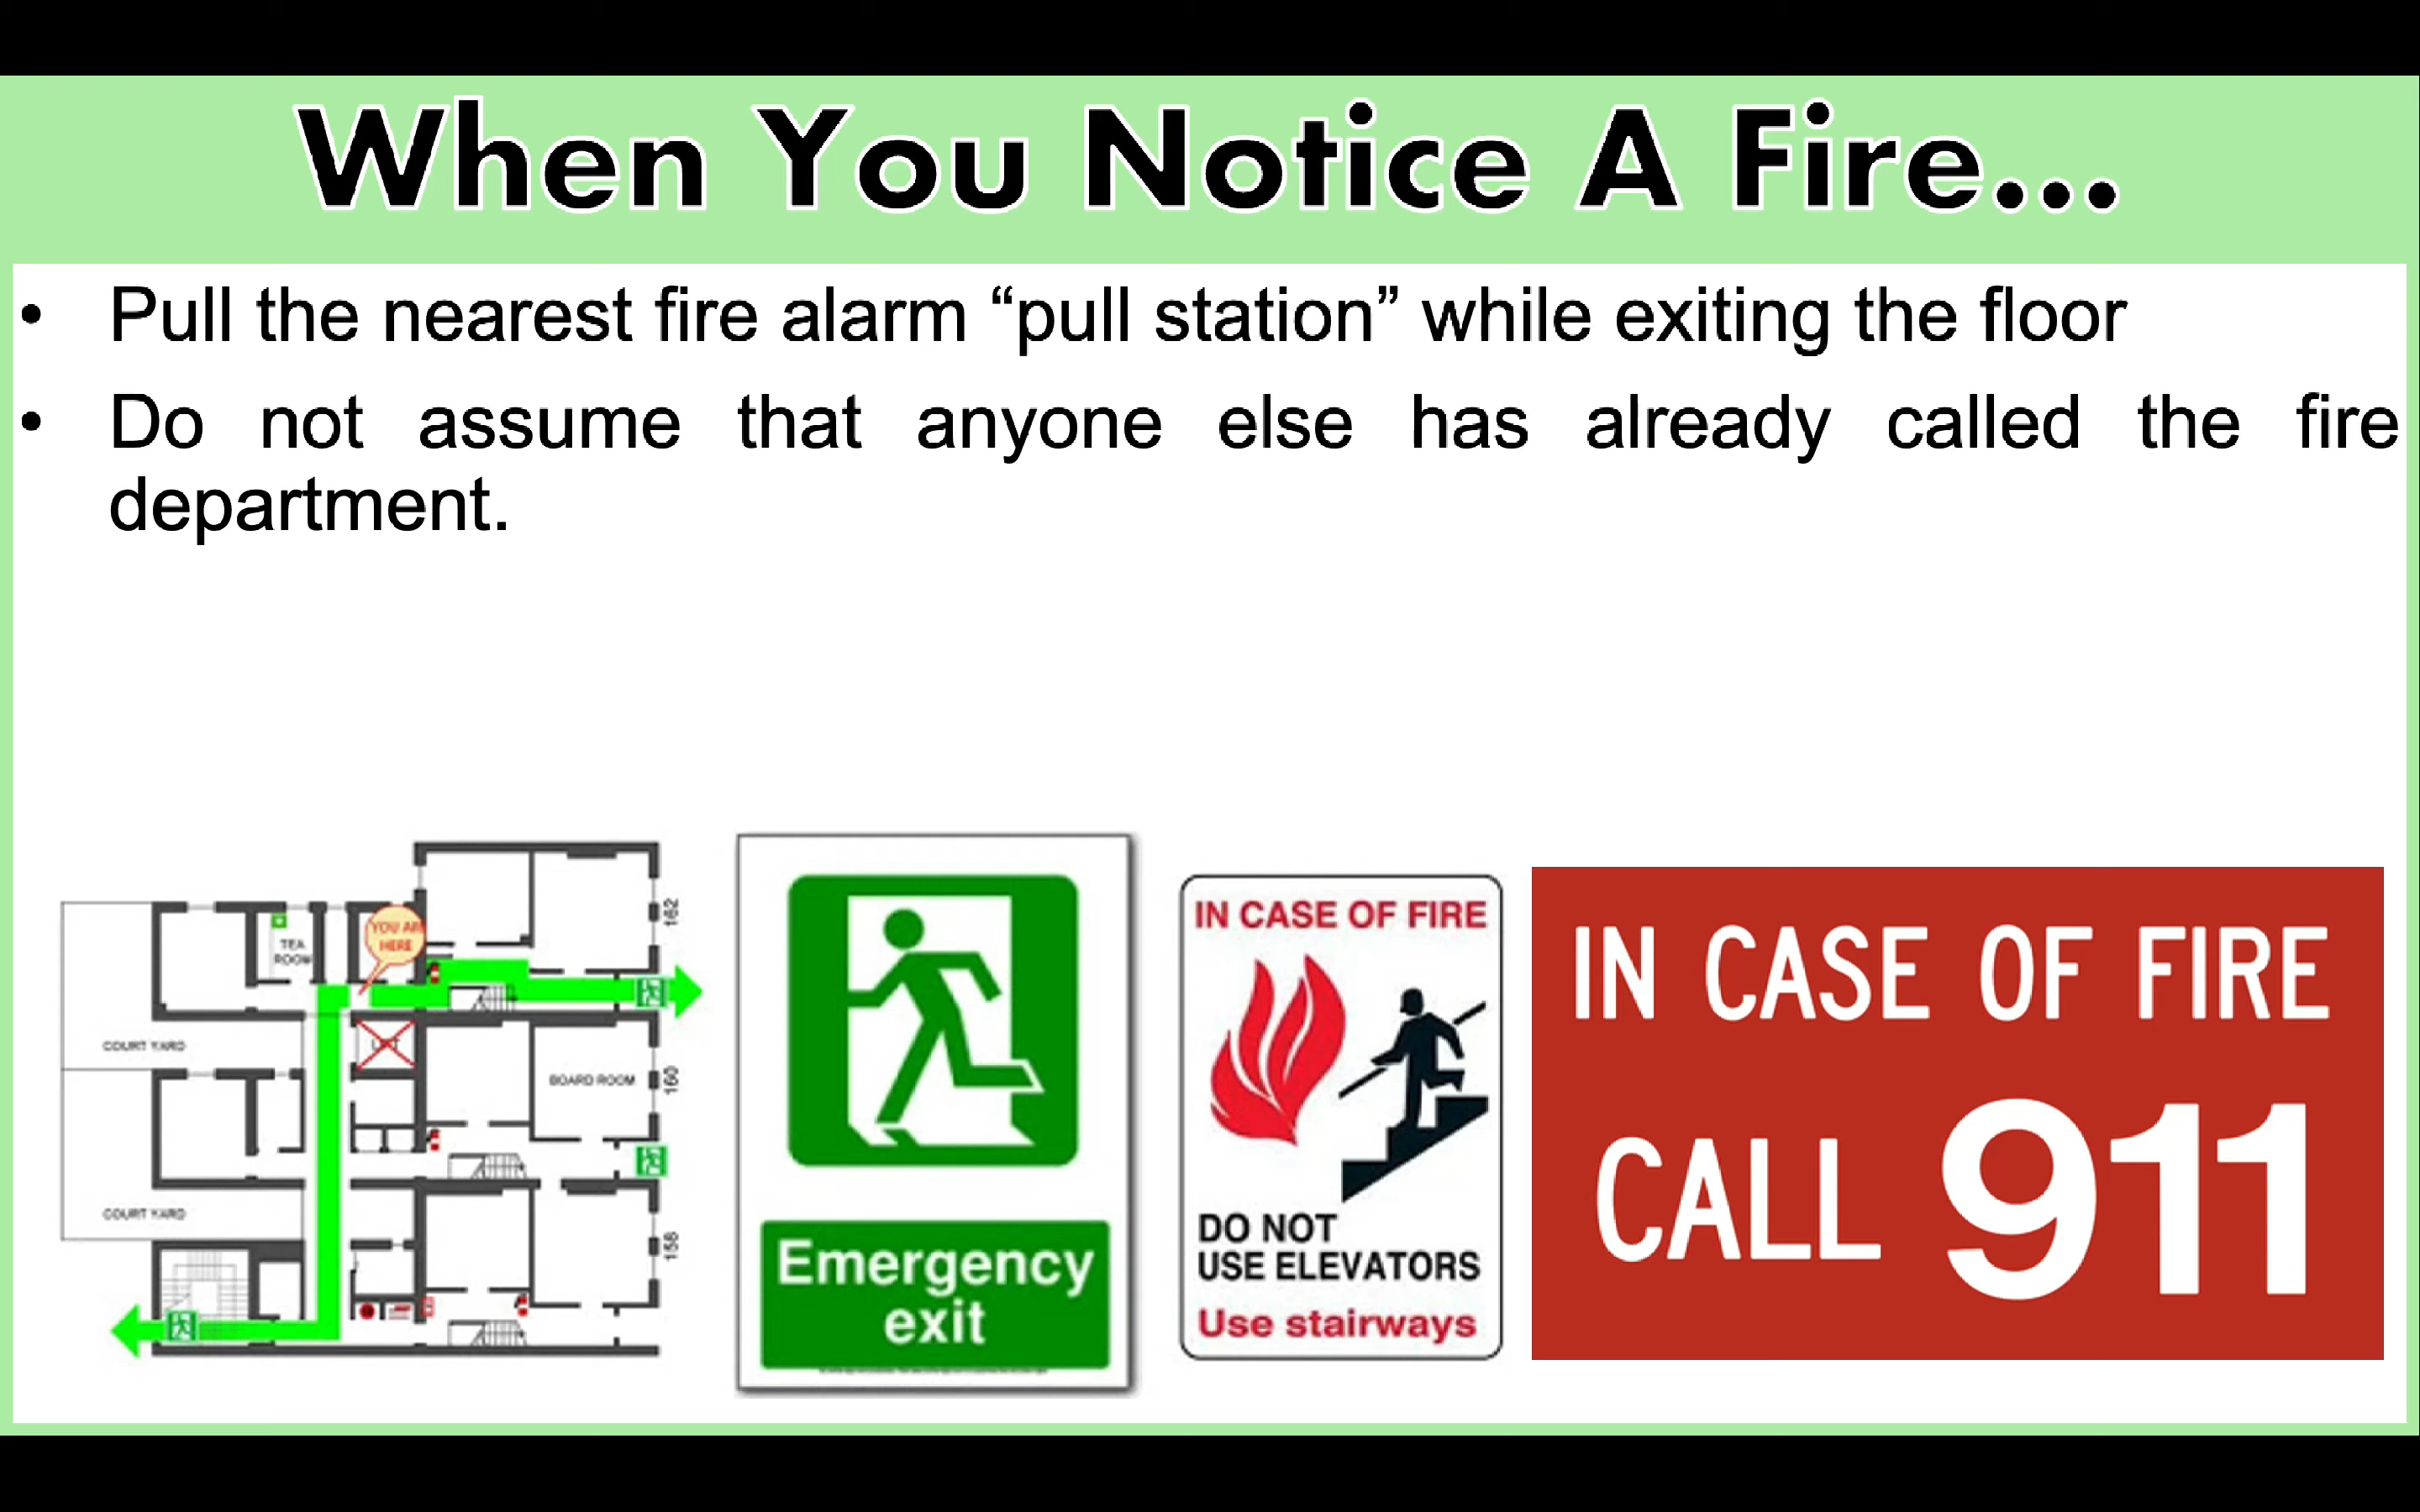 When You Notice A Fire...
• Pull the nearest fire alarm “pull station” while exiting the floor
• Do not assume that anyone else has already called the fire
department.
YOU AR
HERE
TEA
ROOM
162
COURT YARD
BOARD ROOM
160
COURT YARD
158
Emergency
exit
IN CASE OF FIRE
DO NOT
USE ELEVATORS
Use stairways
IN CASE OF FIRE
CALL 911